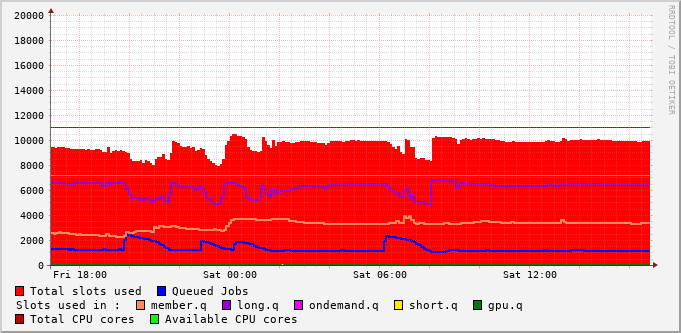 20000
18000
16000
14000
12000
10000
8000
6000
4000
2000
0
Fri 18:00 Sat 00:00 Sat 06:00 Sat 12:00
Total slots used Queued Jobs
Slots used in : member.q long.q ondemand.q short.q gpu.q
Total CPU cores Available CPU cores
RRDTOOL / TOBI OETIKER